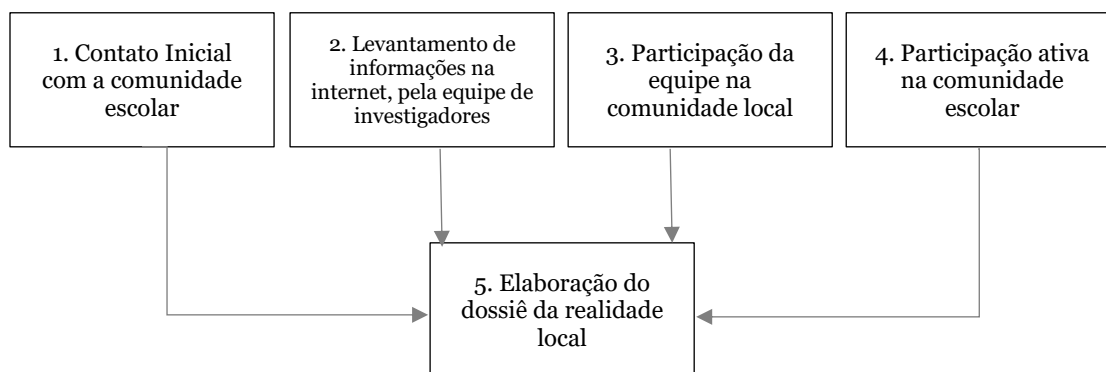 1. Contato Inicial
com a comunidade
escolar
2. Levantamento de
informações na
internet, pela equipe de
investigadores
3. Participação da
equipe na
comunidade local
4. Participação ativa
na comunidade
escolar
5. Elaboração do
dossiê da realidade
local